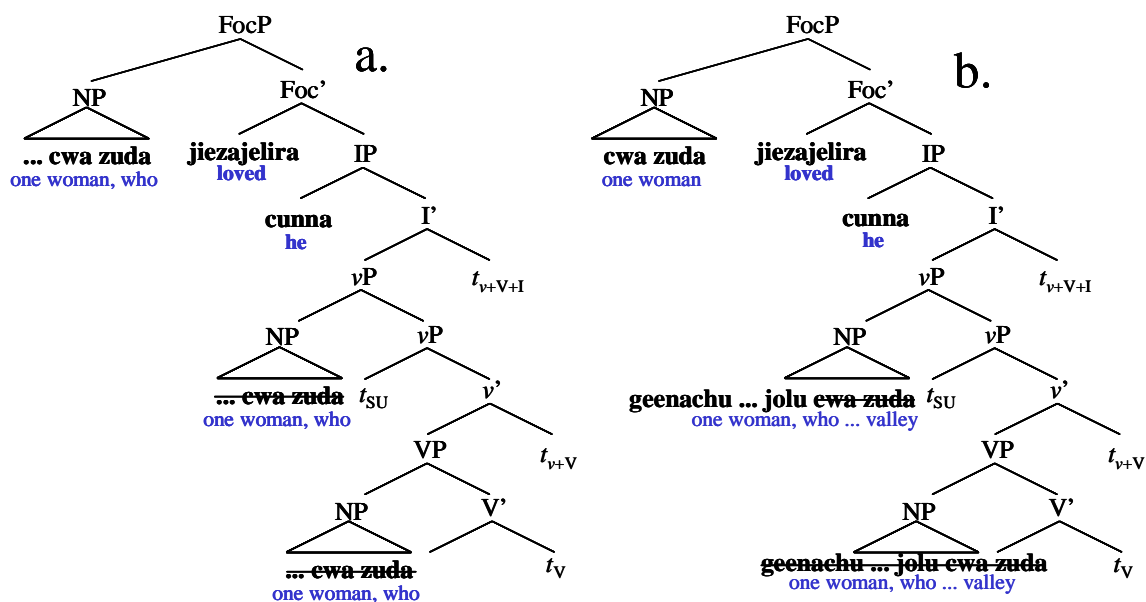 FocP
a.
NP
Foc’
... cwa zuda
one woman, who
jiezajelira
loved
IP
cunna
he
I’
vP
tv+V+I
NP
vP
... cwa zuda
one woman, who
tSU
v’
VP
tv+V
NP
V’
... cwa zuda
one woman, who
tV
FocP
b.
NP
Foc’
cwa zuda
one woman
jiezajelira
loved
IP
cunna
he
I’
vP
tv+V+I
NP
vP
geenachu ... jolu cwa zuda
one woman, who ... valley
tSU
v’
VP
tv+V
NP
V’
geenachu ... jolu cwa zuda
one woman, who ... valley
tV